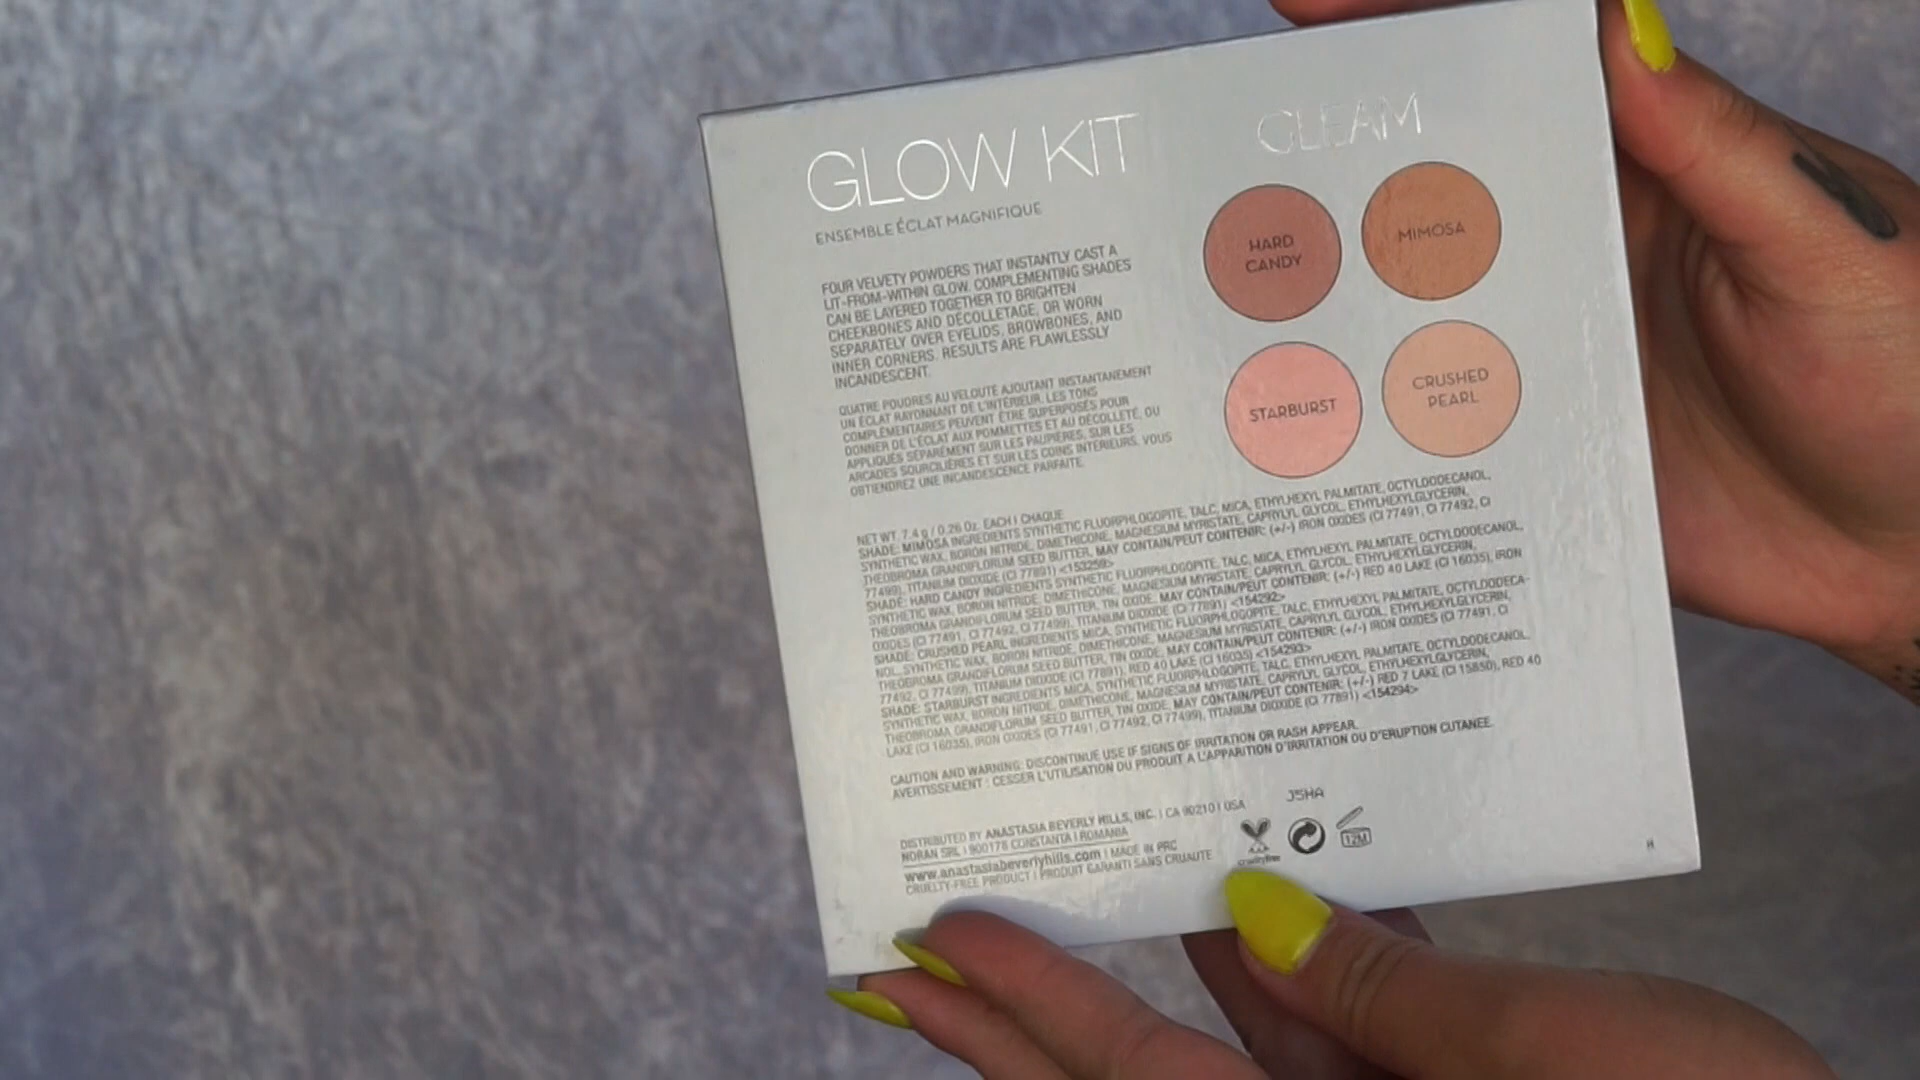 GLOW KIT
ENSEMBLE ÉCLAT MAGNIFIQUE
FOUR VELVETY POWDERS THAT INSTANTLY CAST A
LIT-FROM-WITHIN GLOW. COMPLEMENTING SHADES
CAN BE LAYERED TOGETHER TO BRIGHTEN
CHEEKBONES AND DÉCOLLETAGE, OR WORN
SEPARATELY OVER EYELIDS, BROWBONES, AND
INNER CORNERS. RESULTS ARE FLAWLESSLY
INCANDESCENT.
QUATRE POUDRES AU VELOUTÉ AJOUTANT INSTANTANÉMENT
UN ÉCLAT RAYONNANT DE L'INTÉRIEUR. LES TONS
COMPLÉMENTAIRES PEUVENT ÊTRE SUPERPOSÉS POUR
DONNER DE L'ÉCLAT AUX POMMETTES ET AU DÉCOLLETÉ, OU
APPLIQUÉS SÉPARÉMENT SUR LES PAUPIÈRES, SUR LES
ARCADES SOURCILIÈRES ET SUR LES COINS INTÉRIEURS. VOUS
OBTIENDREZ UNE INCANDESCENCE PARFAITE.
GLEAM
HARD
CANDY
MIMOSA
STARBURST
CRUSHED
PEARL
NET WT. 7.4 g / 0.26 Oz. EACH | CHAQUE
SHADE: MIMOSA INGREDIENTS SYNTHETIC FLUORPHLOGOPITE, TALC, MICA, ETHYLHEXYL PALMITATE, OCTYLDODECANOL,
SYNTHETIC WAX, BORON NITRIDE, DIMETHICONE, MAGNESIUM MYRISTATE, CAPRYLYL GLYCOL, ETHYLHEXYLGLYCERIN,
THEOBROMA GRANDIFLORUM SEED BUTTER. MAY CONTAIN/PEUT CONTENIR: (+/-) IRON OXIDES (CI 77491, CI 77492, CI
77499), TITANIUM DIOXIDE (CI 77891) <153259>
SHADE: HARD CANDY INGREDIENTS SYNTHETIC FLUORPHLOGOPITE, TALC, MICA, ETHYLHEXYL PALMITATE, OCTYLDODECANOL,
SYNTHETIC WAX, BORON NITRIDE, DIMETHICONE, MAGNESIUM MYRISTATE, CAPRYLYL GLYCOL, ETHYLHEXYLGLYCERIN,
THEOBROMA GRANDIFLORUM SEED BUTTER, TIN OXIDE. MAY CONTAIN/PEUT CONTENIR: (+/-) RED 40 LAKE (CI 16035), IRON
OXIDES (CI 77491, CI 77492, CI 77499), TITANIUM DIOXIDE (CI 77891) <154292>
SHADE: CRUSHED PEARL INGREDIENTS MICA, SYNTHETIC FLUORPHLOGOPITE, TALC, ETHYLHEXYL PALMITATE, OCTYLDODECA-
NOL, SYNTHETIC WAX, BORON NITRIDE, DIMETHICONE, MAGNESIUM MYRISTATE, CAPRYLYL GLYCOL, ETHYLHEXYLGLYCERIN,
THEOBROMA GRANDIFLORUM SEED BUTTER, TIN OXIDE. MAY CONTAIN/PEUT CONTENIR: (+/-) IRON OXIDES (CI 77491, CI
77492, CI 77499), TITANIUM DIOXIDE (CI 77891), RED 40 LAKE (CI 16035) <154293>
SHADE: STARBURST INGREDIENTS MICA, SYNTHETIC FLUORPHLOGOPITE, TALC, ETHYLHEXYL PALMITATE, OCTYLDODECANOL,
SYNTHETIC WAX, BORON NITRIDE, DIMETHICONE, MAGNESIUM MYRISTATE, CAPRYLYL GLYCOL, ETHYLHEXYLGLYCERIN,
THEOBROMA GRANDIFLORUM SEED BUTTER, TIN OXIDE. MAY CONTAIN/PEUT CONTENIR: (+/-) RED 7 LAKE (CI 15850), RED 40
LAKE (CI 16035), IRON OXIDES (CI 77491, CI 77492, CI 77499), TITANIUM DIOXIDE (CI 77891) <154294>
CAUTION AND WARNING: DISCONTINUE USE IF SIGNS OF IRRITATION OR RASH APPEAR.
AVERTISSEMENT : CESSER L'UTILISATION DU PRODUIT À L'APPARITION D'IRRITATION OU D'ÉRUPTION CUTANÉE.
DISTRIBUTED BY ANASTASIA BEVERLY HILLS, INC. | CA 90210 | USA
NORAN SRL | 900178 CONSTANTA | ROMANIA
www.anastasiabeverlyhills.com | MADE IN PRC
CRUELTY-FREE PRODUCT | PRODUIT GARANTI SANS CRUAUTÉ
J5HA
crueltyfree
12M
H